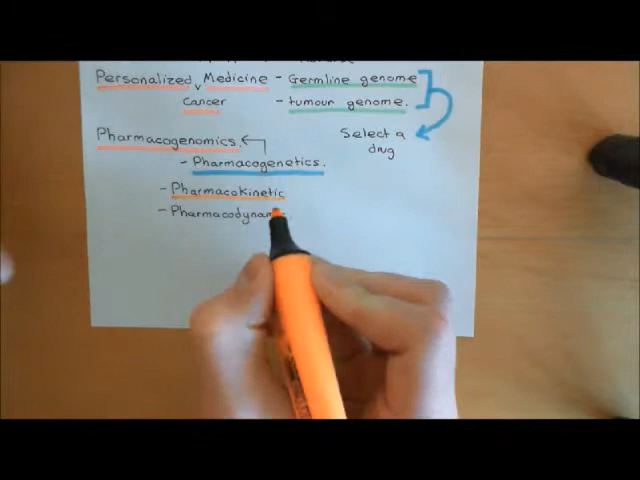 Personalized Medicine - Germline genome
v
Cancer - tumour genome.
Pharmacogenomics.
Select a
drug
- Pharmacogenetics.
- Pharmacokinetic